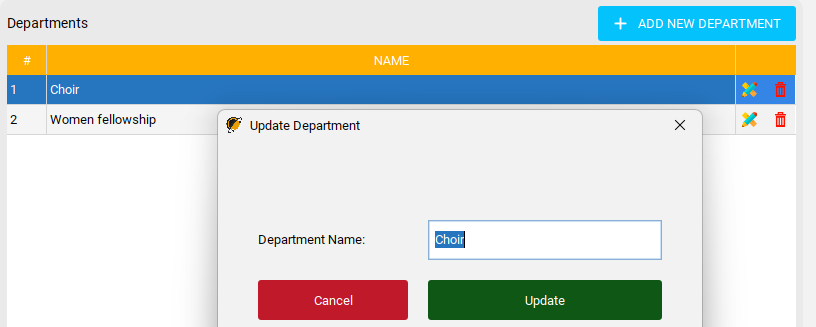 Departments
ADD NEW DEPARTMENT
# NAME
1 Choir
2 Women fellowship
Update Department
Department Name: Choir
Cancel Update